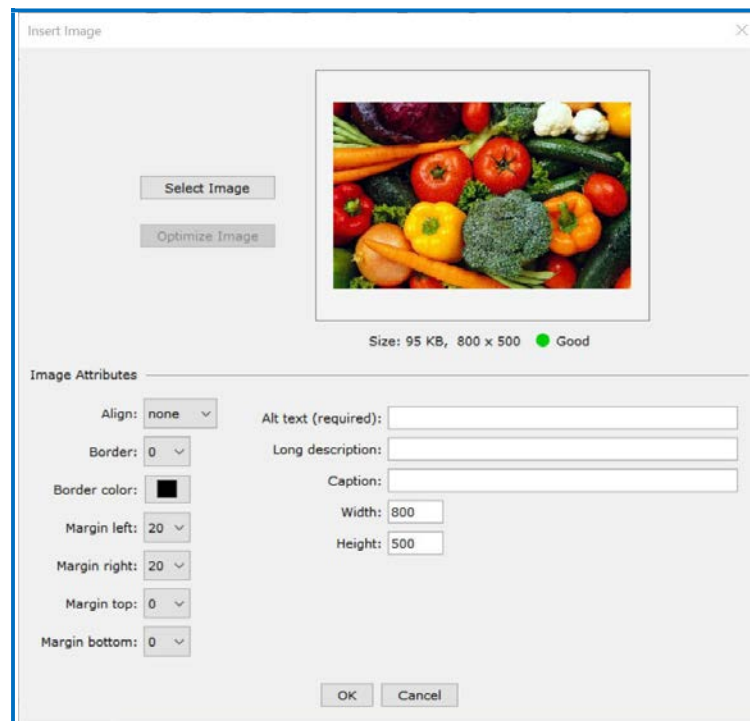 Insert Image
Select Image
Optimize Image
Size: 95 KB, 800 x 500 Good
Image Attributes
Align: none
Alt text (required):
Border: 0
Long description:
Border color:
Caption:
Margin left: 20
Width: 800
Margin right: 20
Height: 500
Margin top: 0
Margin bottom: 0
OK Cancel